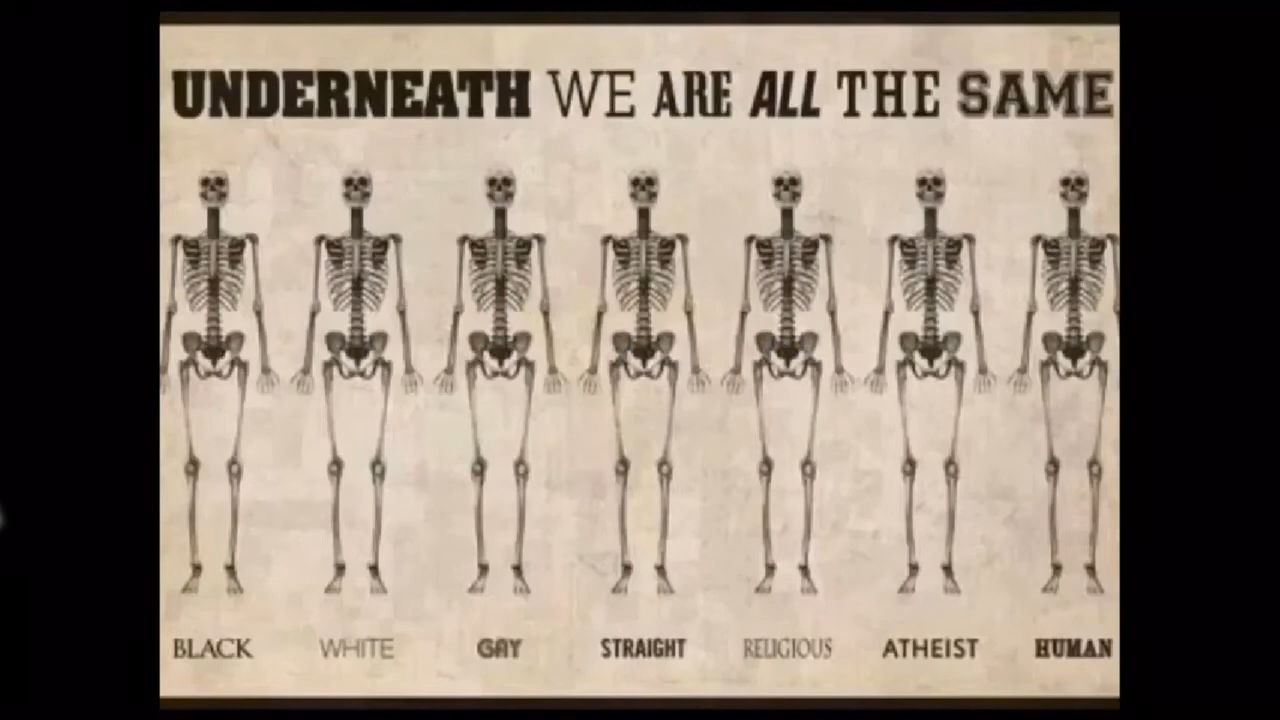 UNDERNEATH WE ARE ALL THE SAME
BLACK WHITE GAY STRAIGHT RELIGIOUS ATHEIST HUMAN